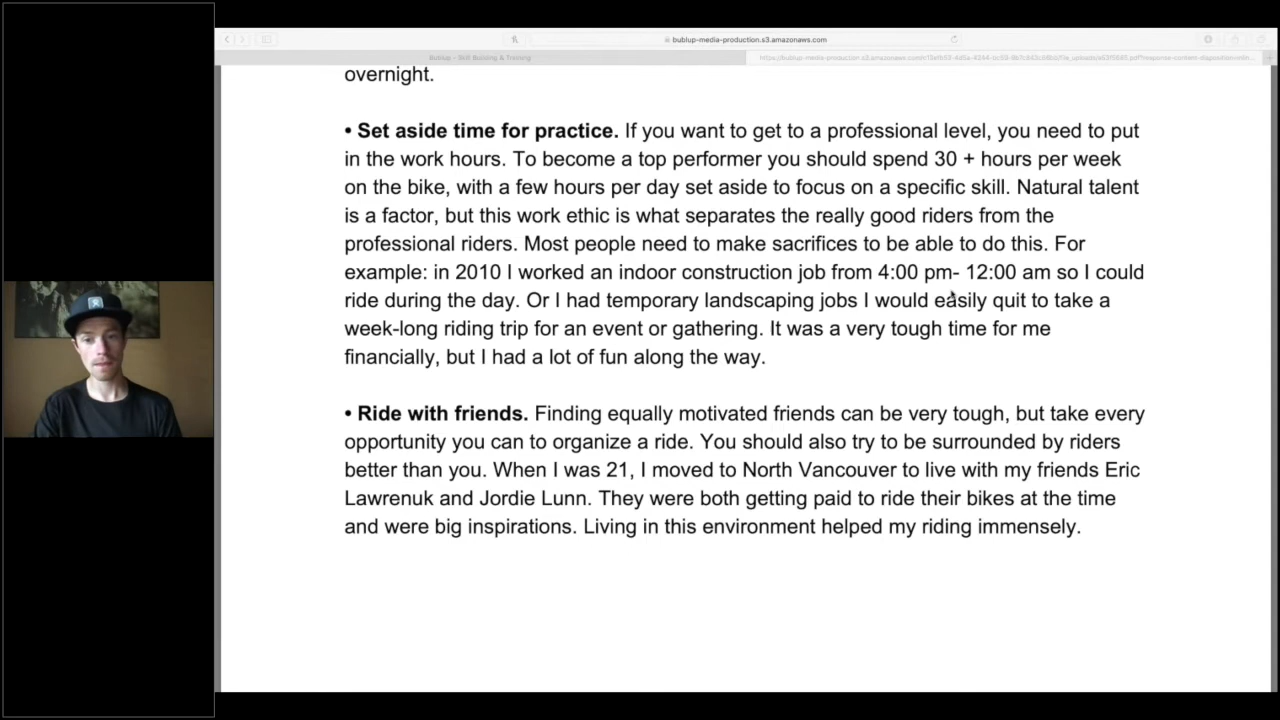 bublup-media-production.s3.amazonaws.com
Bublup - Skill Building & Training
overnight.
• Set aside time for practice. If you want to get to a professional level, you need to put
in the work hours. To become a top performer you should spend 30 + hours per week
on the bike, with a few hours per day set aside to focus on a specific skill. Natural talent
is a factor, but this work ethic is what separates the really good riders from the
professional riders. Most people need to make sacrifices to be able to do this. For
example: in 2010 I worked an indoor construction job from 4:00 pm- 12:00 am so I could
ride during the day. Or I had temporary landscaping jobs I would easily quit to take a
week-long riding trip for an event or gathering. It was a very tough time for me
financially, but I had a lot of fun along the way.
• Ride with friends. Finding equally motivated friends can be very tough, but take every
opportunity you can to organize a ride. You should also try to be surrounded by riders
better than you. When I was 21, I moved to North Vancouver to live with my friends Eric
Lawrenuk and Jordie Lunn. They were both getting paid to ride their bikes at the time
and were big inspirations. Living in this environment helped my riding immensely.